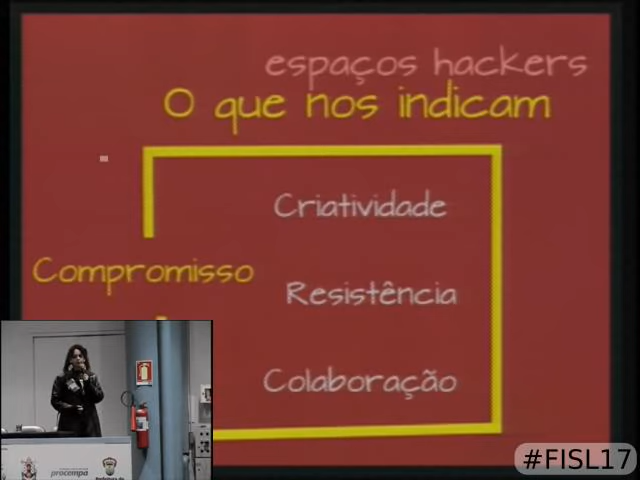 espaços hackers
O que nos indicam
Criatividade
Compromisso
Resistência
Colaboração
procempa
#FISL17